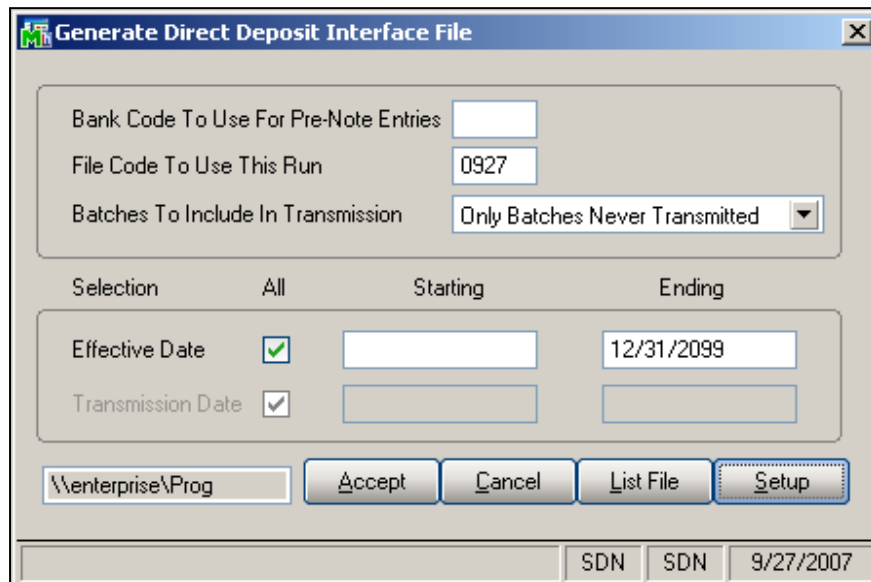 Generate Direct Deposit Interface File
Bank Code To Use For Pre-Note Entries
File Code To Use This Run 0927
Batches To Include In Transmission Only Batches Never Transmitted
Selection All Starting Ending
Effective Date 12/31/2099
Transmission Date
\\enterprise\Prog Accept Cancel List File Setup
SDN SDN 9/27/2007